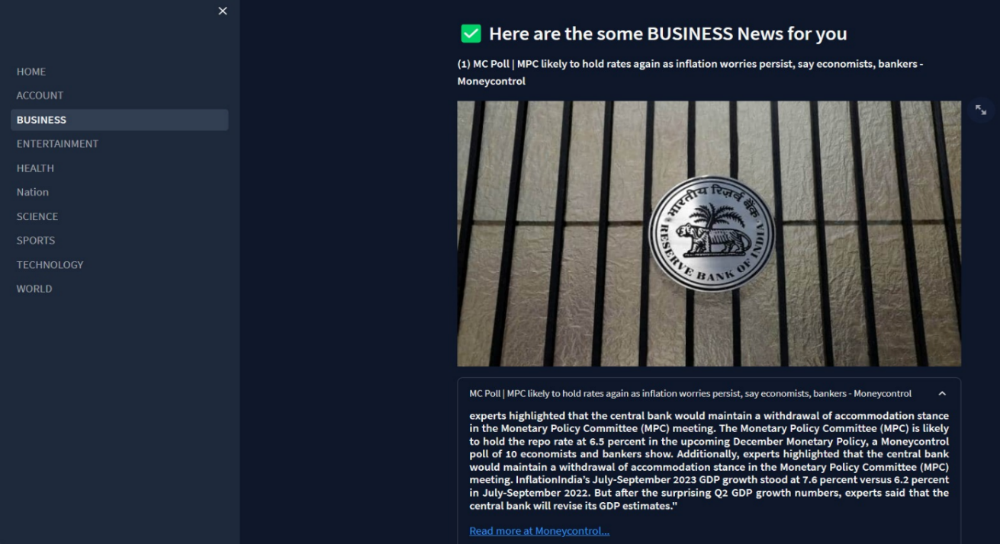 HOME
ACCOUNT
BUSINESS
ENTERTAINMENT
HEALTH
Nation
SCIENCE
SPORTS
TECHNOLOGY
WORLD
Here are the some BUSINESS News for you
(1) MC Poll | MPC likely to hold rates again as inflation worries persist, say economists, bankers -
Moneycontrol
भारतीय रिज़र्व बैंक
RESERVE BANK OF INDIA
MC Poll | MPC likely to hold rates again as inflation worries persist, say economists, bankers - Moneycontrol
experts highlighted that the central bank would maintain a withdrawal of accommodation stance
in the Monetary Policy Committee (MPC) meeting. The Monetary Policy Committee (MPC) is likely
to hold the repo rate at 6.5 percent in the upcoming December Monetary Policy, a Moneycontrol
poll of 10 economists and bankers show. Additionally, experts highlighted that the central bank
would maintain a withdrawal of accommodation stance in the Monetary Policy Committee (MPC)
meeting. InflationIndia's July-September 2023 GDP growth stood at 7.6 percent versus 6.2 percent
in July-September 2022. But after the surprising Q2 GDP growth numbers, experts said that the
central bank will revise its GDP estimates."
Read more at Moneycontrol...